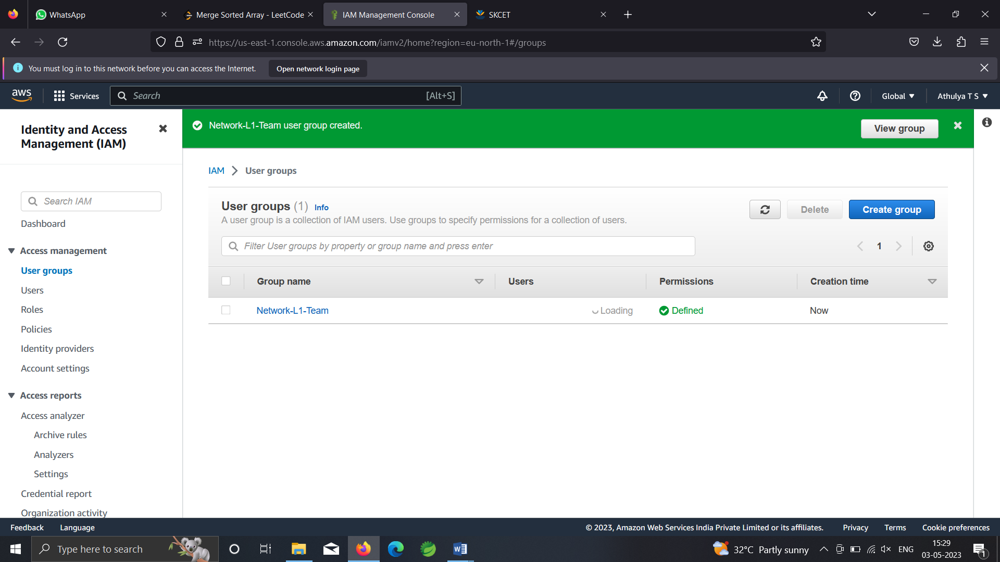 WhatsApp
Merge Sorted Array - LeetCode
IAM Management Console
SKCET
https://us-east-1.console.aws.amazon.com/iamv2/home?region=eu-north-1#/groups
You must log in to this network before you can access the Internet.
Open network login page
aws
Services
Search
[Alt+S]
Global
Athulya T S
Identity and Access
Management (IAM)
Network-L1-Team user group created.
View group
IAM
User groups
Search IAM
User groups (1) Info
A user group is a collection of IAM users. Use groups to specify permissions for a collection of users.
Delete
Create group
Filter User groups by property or group name and press enter
1
Dashboard
Access management
User groups
Users
Roles
Policies
Identity providers
Account settings
Access reports
Access analyzer
Archive rules
Analyzers
Settings
Credential report
Organization activity
Group name
Users
Permissions
Creation time
Network-L1-Team
Loading
Defined
Now
Feedback
Language
© 2023, Amazon Web Services India Private Limited or its affiliates.
Privacy
Terms
Cookie preferences
Type here to search
32°C Partly sunny
ENG
15:29
03-05-2023
1